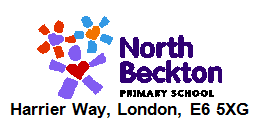 North
Beckton
PRIMARY SCHOOL
Harrier Way, London, E6 5XG